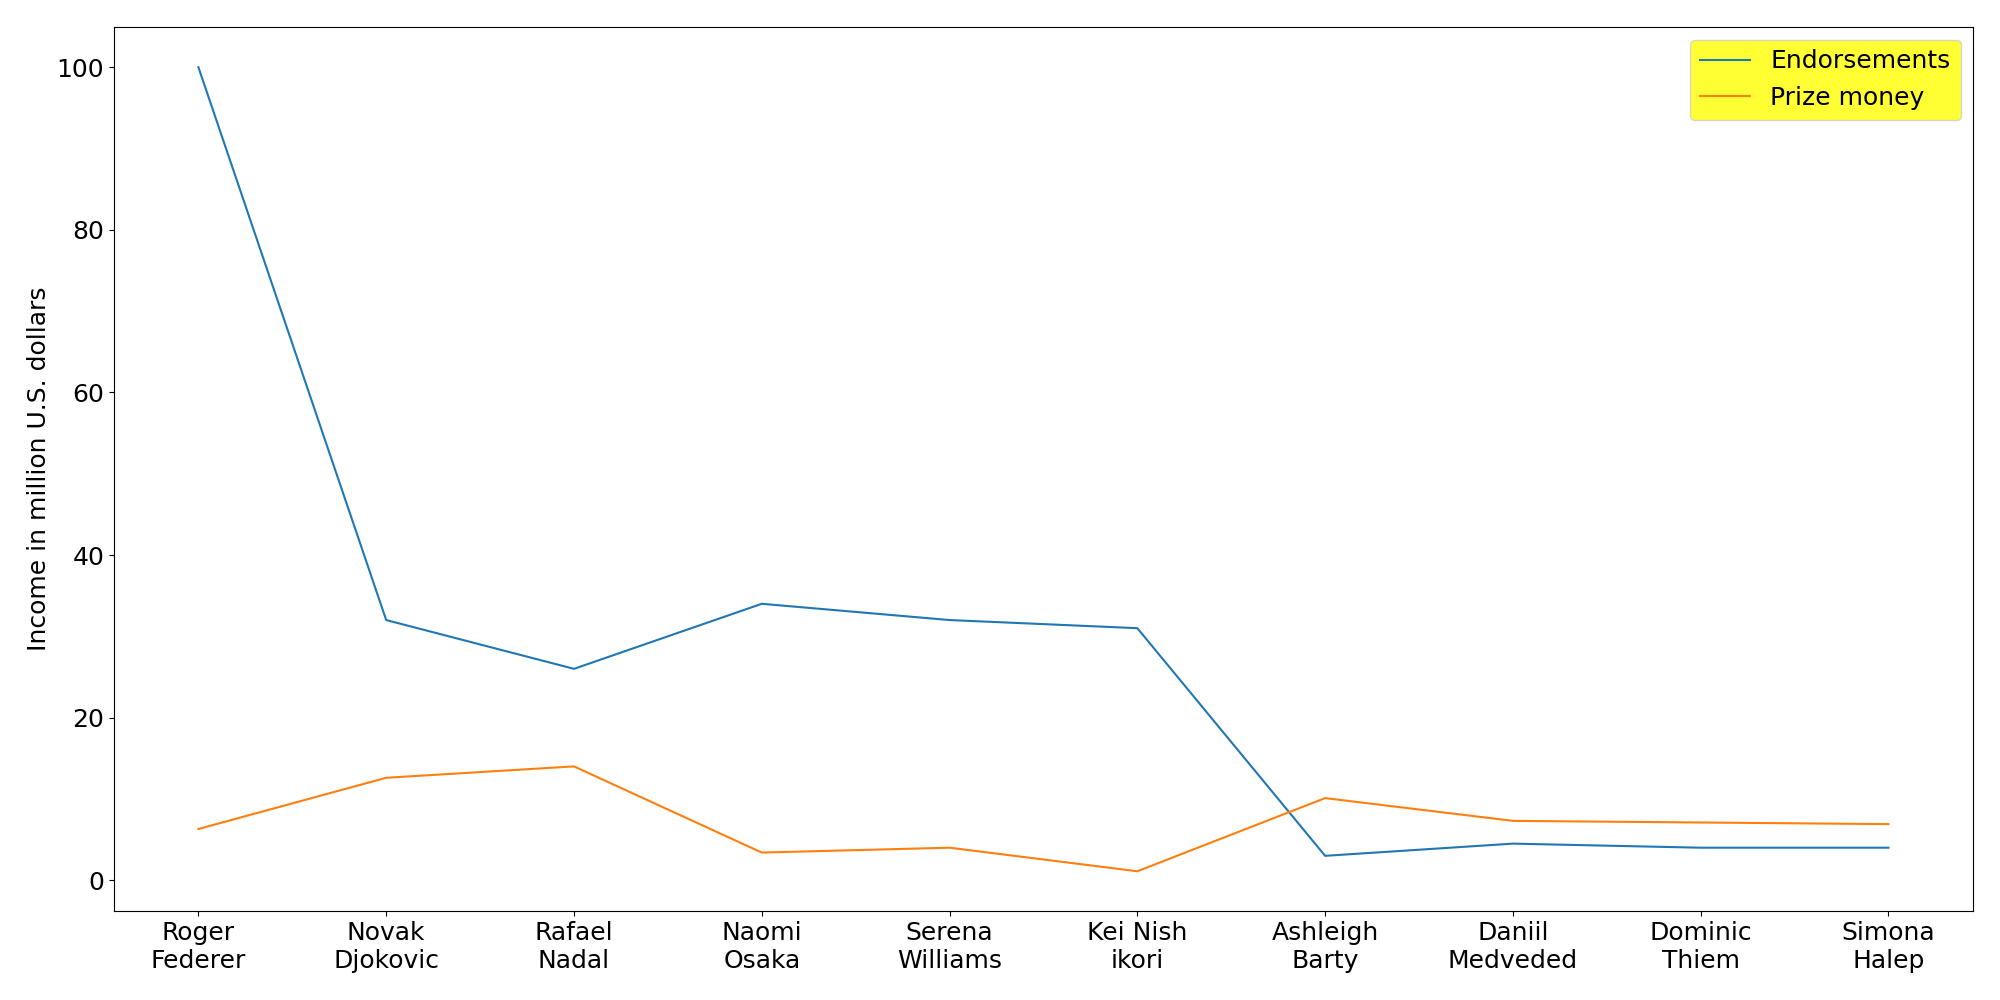 Endorsements
Prize money
Income in million U.S. dollars
100
80
60
40
20
0
Roger
Federer
Novak
Djokovic
Rafael
Nadal
Naomi
Osaka
Serena
Williams
Kei Nish
ikori
Ashleigh
Barty
Daniil
Medveded
Dominic
Thiem
Simona
Halep